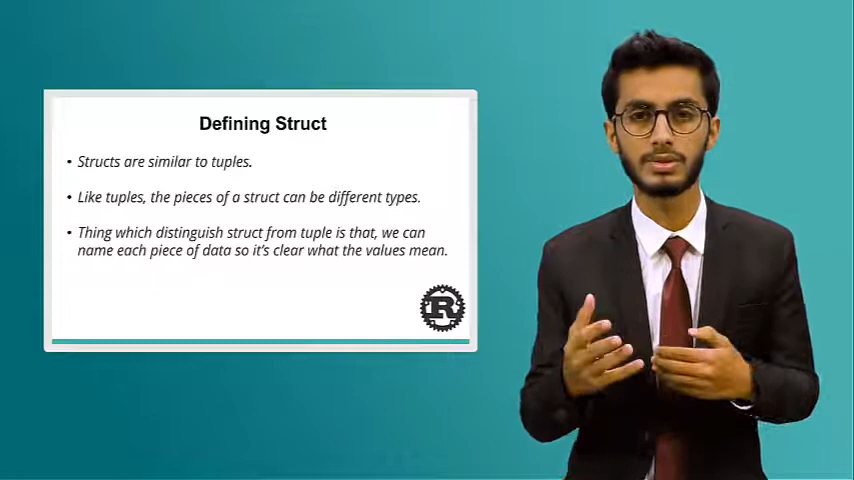 Defining Struct
• Structs are similar to tuples.
• Like tuples, the pieces of a struct can be different types.
• Thing which distinguish struct from tuple is that, we can
name each piece of data so it's clear what the values mean.
R